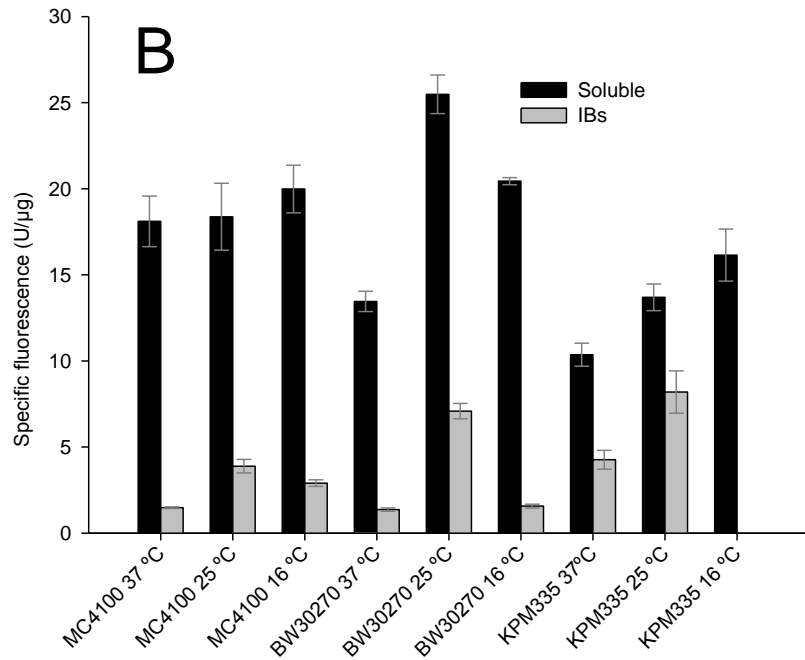 B
Soluble
IBs
Specific fluorescence (U/µg)
30
25
20
15
10
5
0
MC4100 37 ºC
MC4100 25 ºC
MC4100 16 ºC
BW30270 37 ºC
BW30270 25 ºC
BW30270 16 ºC
KPM335 37ºC
KPM335 25 ºC
KPM335 16 ºC